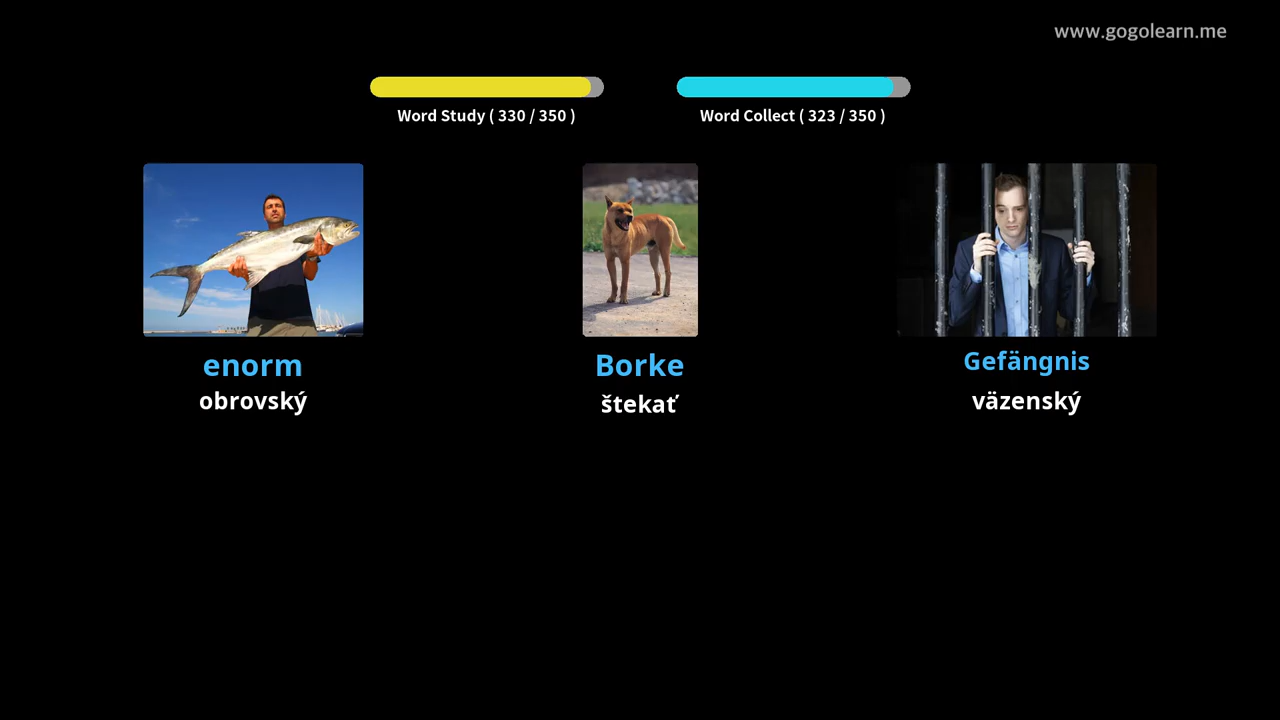 www.gogolearn.me
Word Study ( 330 / 350 )
Word Collect ( 323 / 350 )
enorm
obrovský
Borke
štekať
Gefängnis
väzenský